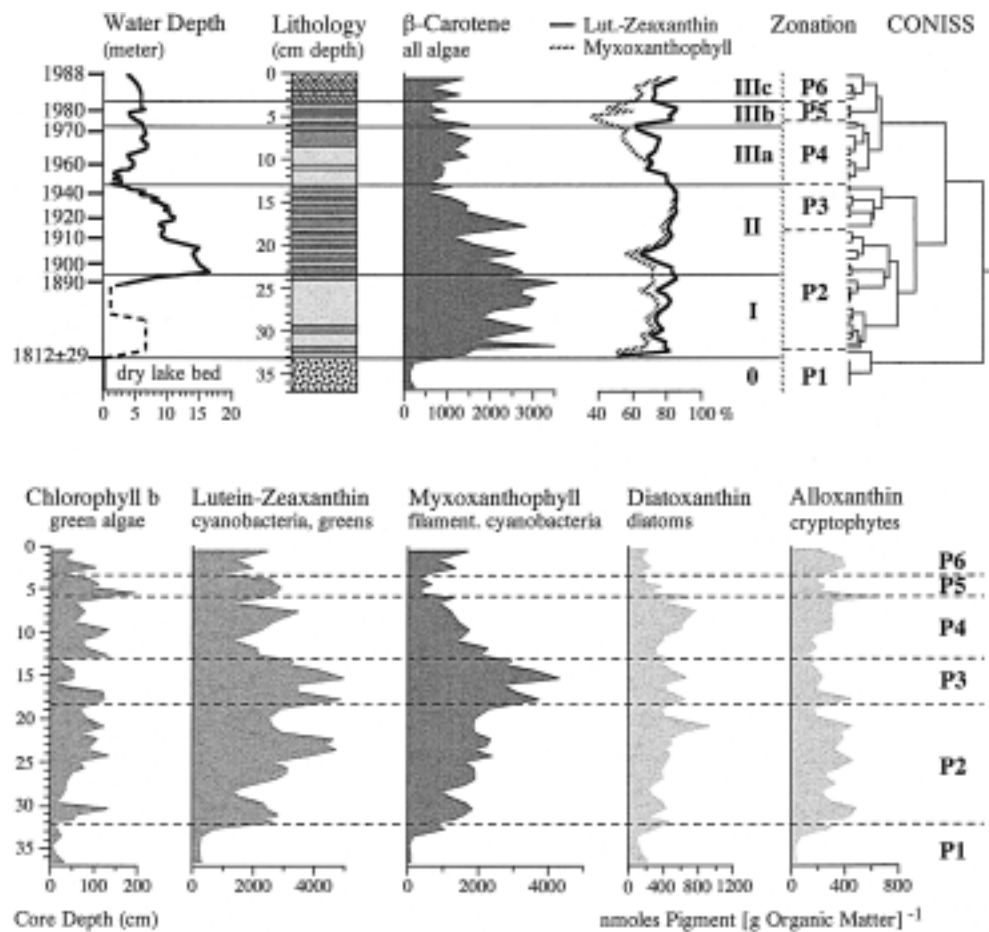 Water Depth Lithology β-Carotene Lut.-Zeaxanthin Zonation CONISS
(meter) (cm depth) all algae Myxoxanthophyll
1988 0 IIIc P6
1980 5 IIIb P5
1970
1960 10 IIIa P4
1940 15 P3
1920 II
1910 20
1900
1890 25 P2
I
30
1812±29
dry lake bed 35 0 P1
0 5 10 15 20 0 1000 2000 3000 40 60 80 100 %
Chlorophyll b Lutein-Zeaxanthin Myxoxanthophyll Diatoxanthin Alloxanthin
green algae cyanobacteria, greens filament. cyanobacteria diatoms cryptophytes
0 P6
5 P5
10 P4
15 P3
20
25 P2
30
35 P1
0 100 200 0 2000 4000 0 2000 4000 0 400 800 1200 0 400 800
Core Depth (cm) nmoles Pigment [g Organic Matter] -1